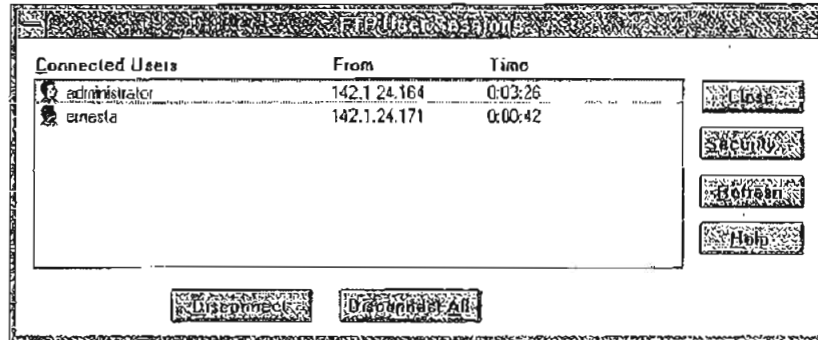 FTP User Session
Connected Users From Time
administrator 142.1.24.164 0:03:26
ernesta 142.1.24.171 0:00:42
Close
Security...
Refresh
Help
Disconnect
Disconnect All